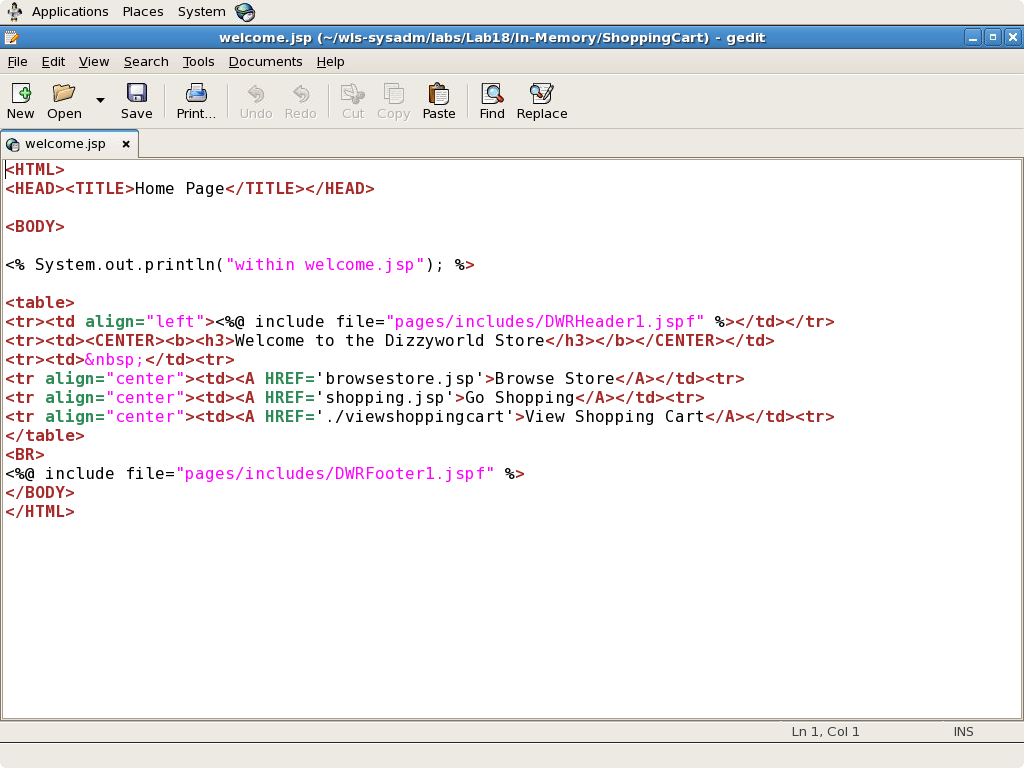 Applications Places System
welcome.jsp (~/wls-sysadm/labs/Lab18/In-Memory/ShoppingCart) - gedit
File Edit View Search Tools Documents Help
New Open Save Print... Undo Redo Cut Copy Paste Find Replace
welcome.jsp
<HTML>
<HEAD><TITLE>Home Page</TITLE></HEAD>
<BODY>
<% System.out.println("within welcome.jsp"); %>
<table>
<tr><td align="left"><%@ include file="pages/includes/DWRHeader1.jspf" %></td></tr>
<tr><td><CENTER><b><h3>Welcome to the Dizzyworld Store</h3></b></CENTER></td>
<tr><td>&nbsp;</td><tr>
<tr align="center"><td><A HREF='browsestore.jsp'>Browse Store</A></td><tr>
<tr align="center"><td><A HREF='shopping.jsp'>Go Shopping</A></td><tr>
<tr align="center"><td><A HREF='./viewshoppingcart'>View Shopping Cart</A></td><tr>
</table>
<BR>
<%@ include file="pages/includes/DWRFooter1.jspf" %>
</BODY>
</HTML>
Ln 1, Col 1 INS